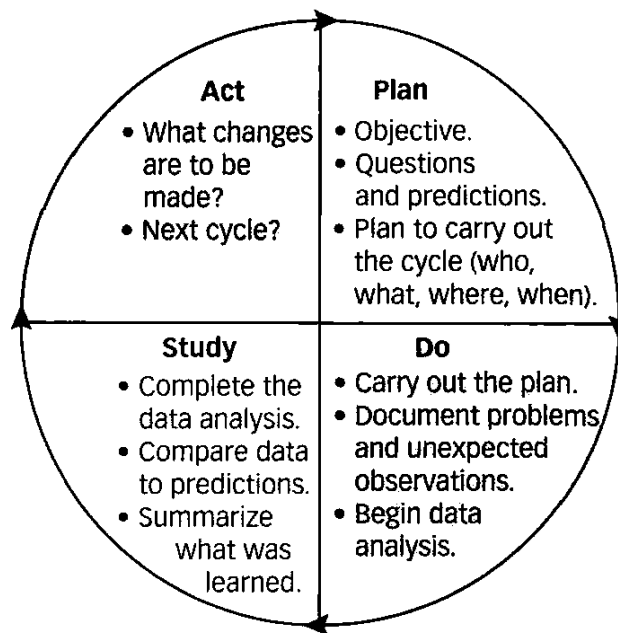 Act
• What changes
are to be
made?
• Next cycle?
Plan
• Objective.
• Questions
and predictions.
• Plan to carry out
the cycle (who,
what, where, when).
Study
• Complete the
data analysis.
• Compare data
to predictions.
• Summarize
what was
learned.
Do
• Carry out the plan.
• Document problems
and unexpected
observations.
• Begin data
analysis.